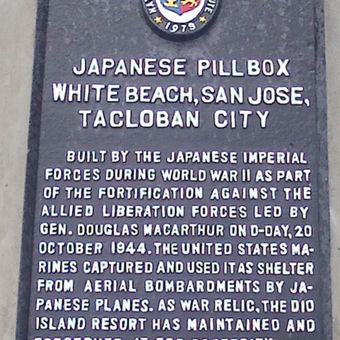 1973
JAPANESE PILLBOX
WHITE BEACH, SAN JOSE,
TACLOBAN CITY
BUILT BY THE JAPANESE IMPERIAL
FORCES DURING WORLD WAR II AS PART
OF THE FORTIFICATION AGAINST THE
ALLIED LIBERATION FORCES LED BY
GEN. DOUGLAS MACARTHUR ON D-DAY, 20
OCTOBER 1944. THE UNITED STATES MA-
RINES CAPTURED AND USED IT AS SHELTER
FROM AERIAL BOMBARDMENTS BY JA-
PANESE PLANES. AS WAR RELIC, THE DIO
ISLAND RESORT HAS MAINTAINED AND